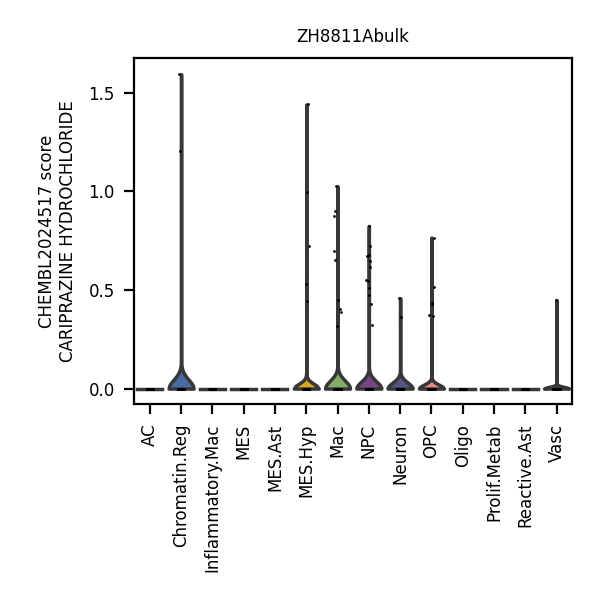 ZH8811Abulk
CHEMBL2024517 score
CARIPRAZINE HYDROCHLORIDE
1.5
1.0
0.5
0.0
AC
Chromatin.Reg
Inflammatory.Mac
MES
MES.Ast
MES.Hyp
Mac
NPC
Neuron
OPC
Oligo
Prolif.Metab
Reactive.Ast
Vasc